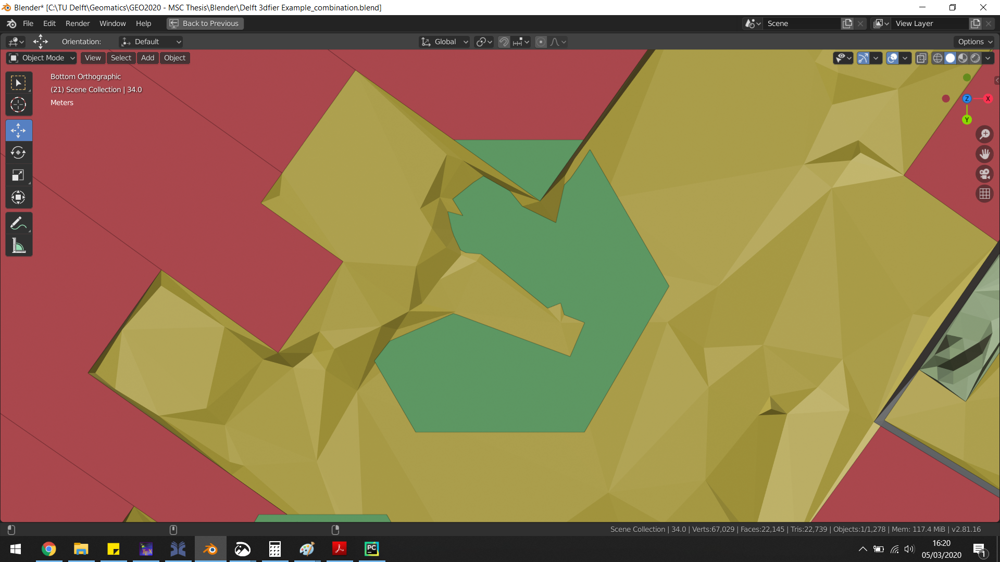 Blender* [C:\TU Delft\Geomatics\GEO2020 - MSC Thesis\Blender\Delft 3dfier Example_combination.blend]
File Edit Render Window Help Back to Previous Scene View Layer
Orientation: Default Global Options
Object Mode View Select Add Object
Bottom Orthographic
(21) Scene Collection | 34.0
Meters
Z X
Y
Scene Collection | 34.0 | Verts:67,029 | Faces:22,145 | Tris:22,739 | Objects:1/1,278 | Mem: 117.4 MiB | v2.81.16
TEX PC
16:20
05/03/2020
1